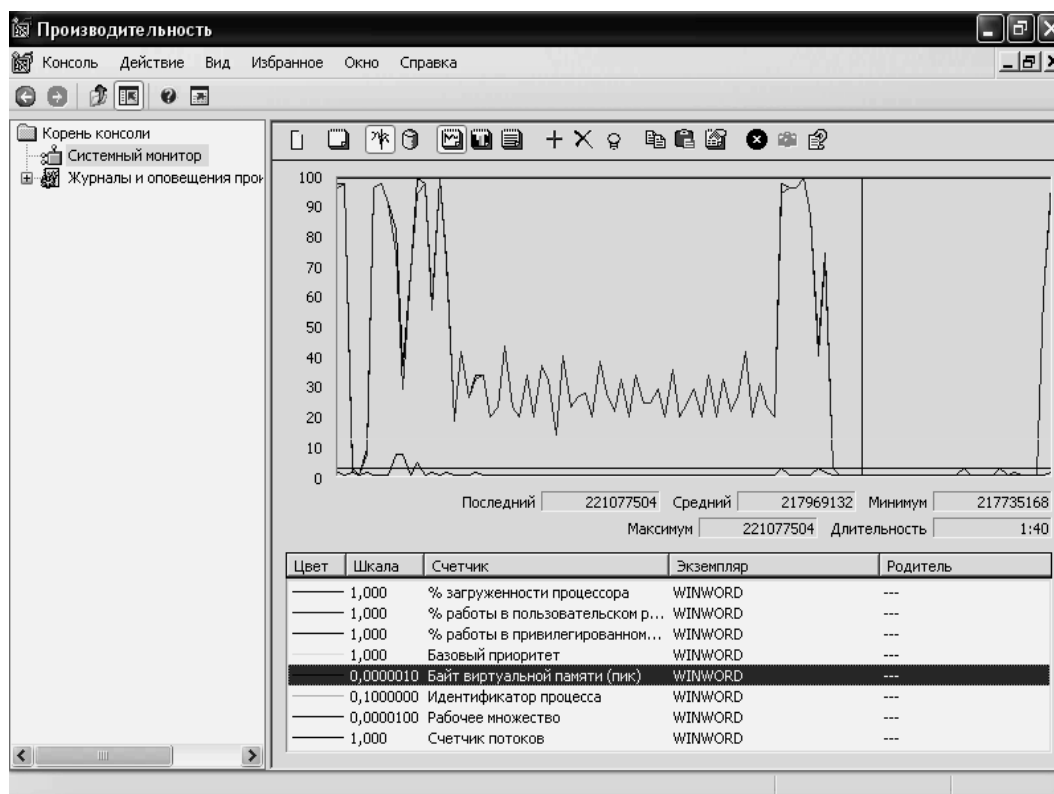 Производительность
Консоль Действие Вид Избранное Окно Справка
Корень консоли
Системный монитор
Журналы и оповещения прои
100
90
80
70
60
50
40
30
20
10
0
Последний 221077504 Средний 217969132 Минимум 217735168
Максимум 221077504 Длительность 1:40
Цвет Шкала Счетчик Экземпляр Родитель
1,000 % загруженности процессора WINWORD ---
1,000 % работы в пользовательском р... WINWORD ---
1,000 % работы в привилегированном... WINWORD ---
1,000 Базовый приоритет WINWORD ---
0,0000010 Байт виртуальной памяти (пик) WINWORD ---
0,1000000 Идентификатор процесса WINWORD ---
0,0000100 Рабочее множество WINWORD ---
1,000 Счетчик потоков WINWORD ---